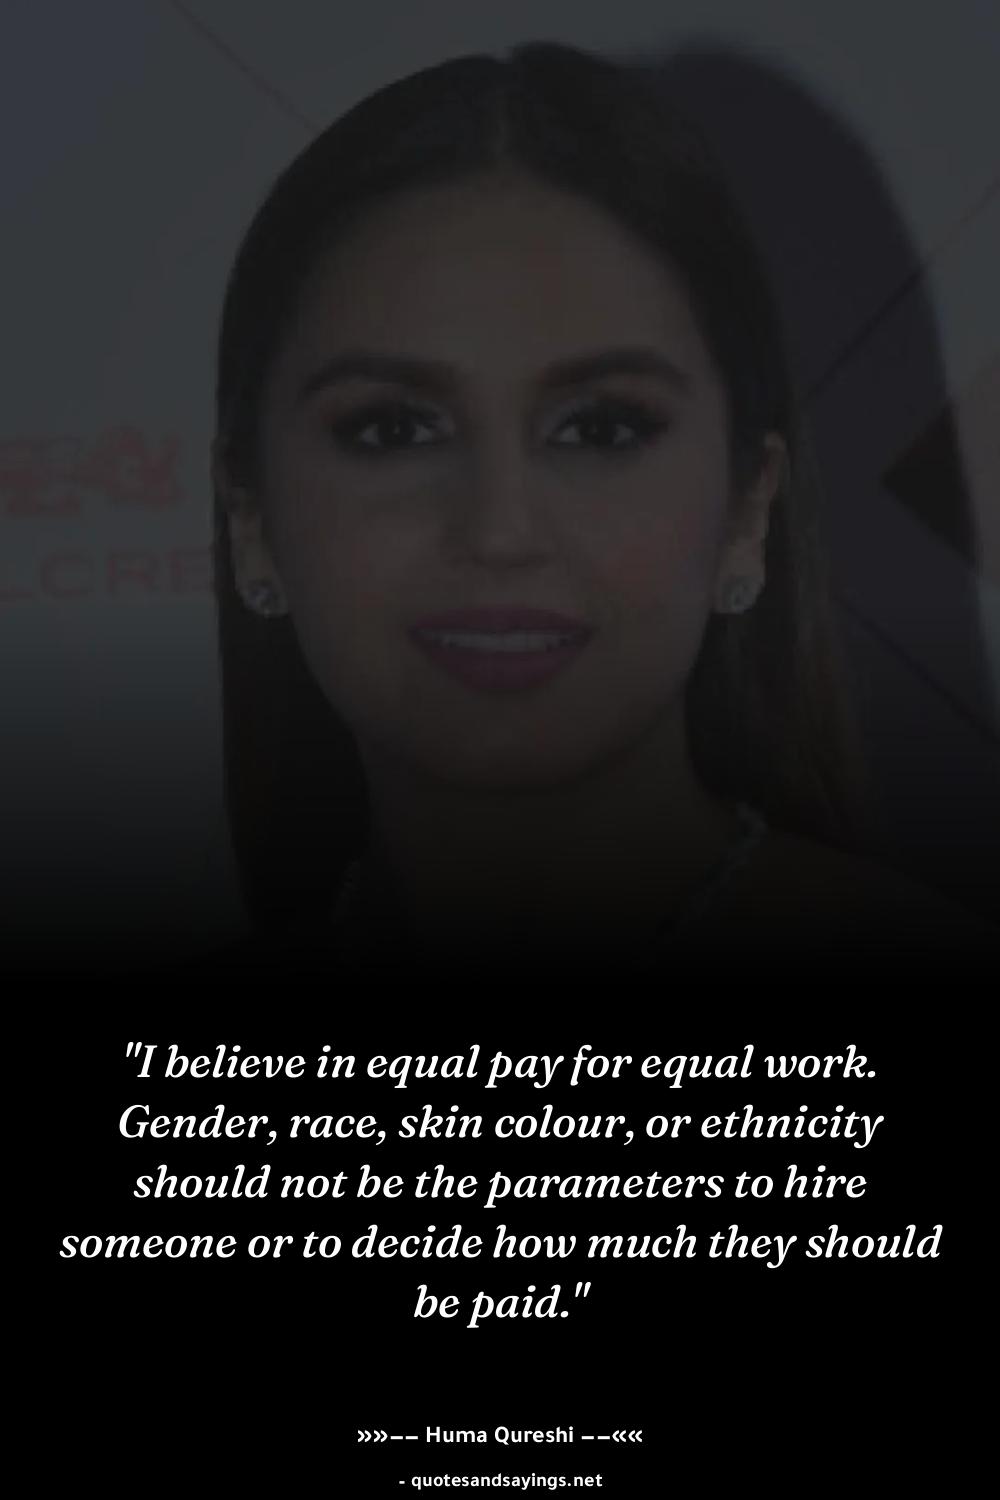 LCRE
"I believe in equal pay for equal work.
Gender, race, skin colour, or ethnicity
should not be the parameters to hire
someone or to decide how much they should
be paid."
»»–– Huma Qureshi ––««
- quotesandsayings.net